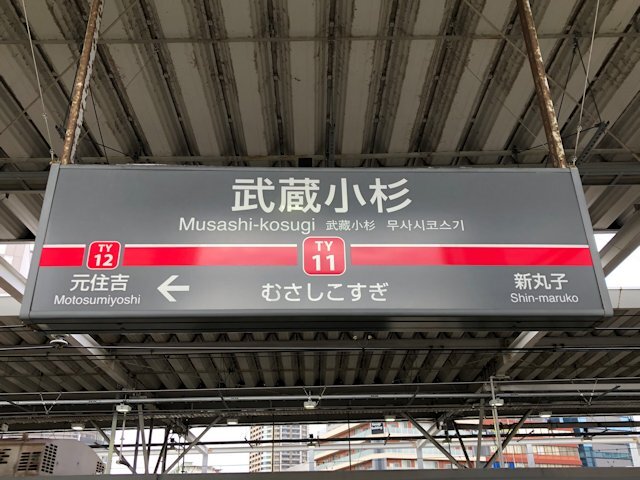 武蔵小杉
Musashi-kosugi 武藏小杉 무사시코스기
TY
12
TY
11
元住吉
Motosumiyoshi
←
むさしこすぎ
新丸子
Shin-maruko